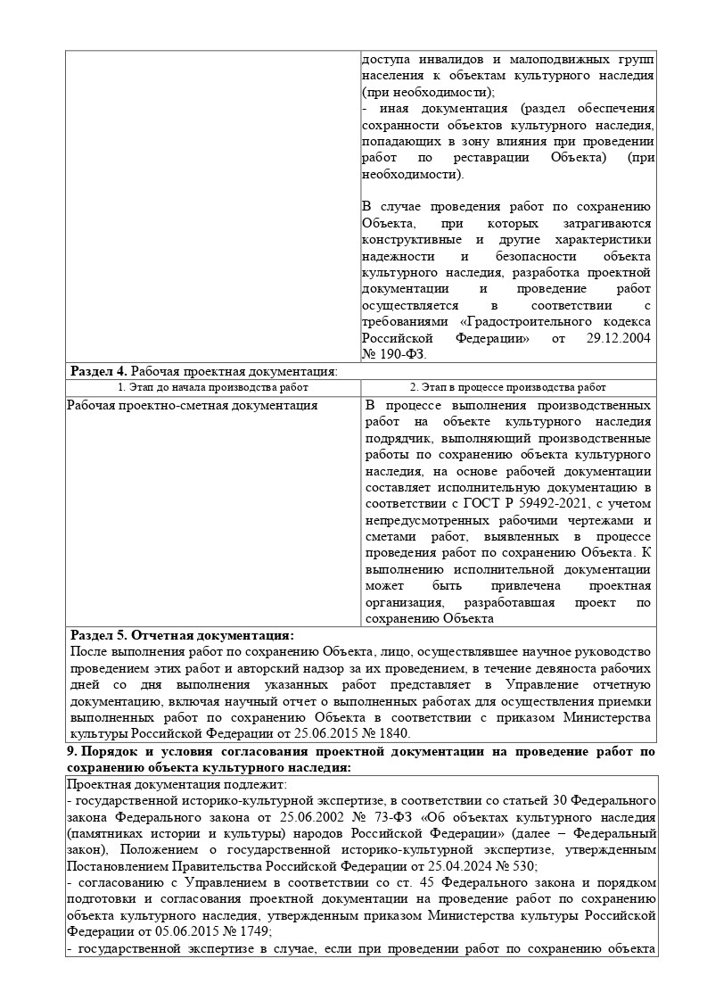 доступа инвалидов и малоподвижных групп
населения к объектам культурного наследия
(при необходимости);
- иная документация (раздел обеспечения
сохранности объектов культурного наследия,
попадающих в зону влияния при проведении
работ по реставрации Объекта) (при
необходимости).
В случае проведения работ по сохранению
Объекта, при которых затрагиваются
конструктивные и другие характеристики
надежности и безопасности объекта
культурного наследия, разработка проектной
документации и проведение работ
осуществляется в соответствии с
требованиями «Градостроительного кодекса
Российской Федерации» от 29.12.2004
№ 190-ФЗ.
Раздел 4. Рабочая проектная документация:
1. Этап до начала производства работ
2. Этап в процессе производства работ
Рабочая проектно-сметная документация
В процессе выполнения производственных
работ на объекте культурного наследия
подрядчик, выполняющий производственные
работы по сохранению объекта культурного
наследия, на основе рабочей документации
составляет исполнительную документацию в
соответствии с ГОСТ Р 59492-2021, с учетом
непредусмотренных рабочими чертежами и
сметами работ, выявленных в процессе
проведения работ по сохранению Объекта. К
выполнению исполнительной документации
может быть привлечена проектная
организация, разработавшая проект по
сохранению Объекта
Раздел 5. Отчетная документация:
После выполнения работ по сохранению Объекта, лицо, осуществлявшее научное руководство
проведением этих работ и авторский надзор за их проведением, в течение девяноста рабочих
дней со дня выполнения указанных работ представляет в Управление отчетную
документацию, включая научный отчет о выполненных работах для осуществления приемки
выполненных работ по сохранению Объекта в соответствии с приказом Министерства
культуры Российской Федерации от 25.06.2015 № 1840.
9. Порядок и условия согласования проектной документации на проведение работ по
сохранению объекта культурного наследия:
Проектная документация подлежит:
- государственной историко-культурной экспертизе, в соответствии со статьей 30 Федерального
закона Федерального закона от 25.06.2002 № 73-ФЗ «Об объектах культурного наследия
(памятниках истории и культуры) народов Российской Федерации» (далее – Федеральный
закон), Положением о государственной историко-культурной экспертизе, утвержденным
Постановлением Правительства Российской Федерации от 25.04.2024 № 530;
- согласованию с Управлением в соответствии со ст. 45 Федерального закона и порядком
подготовки и согласования проектной документации на проведение работ по сохранению
объекта культурного наследия, утвержденным приказом Министерства культуры Российской
Федерации от 05.06.2015 № 1749;
- государственной экспертизе в случае, если при проведении работ по сохранению объекта